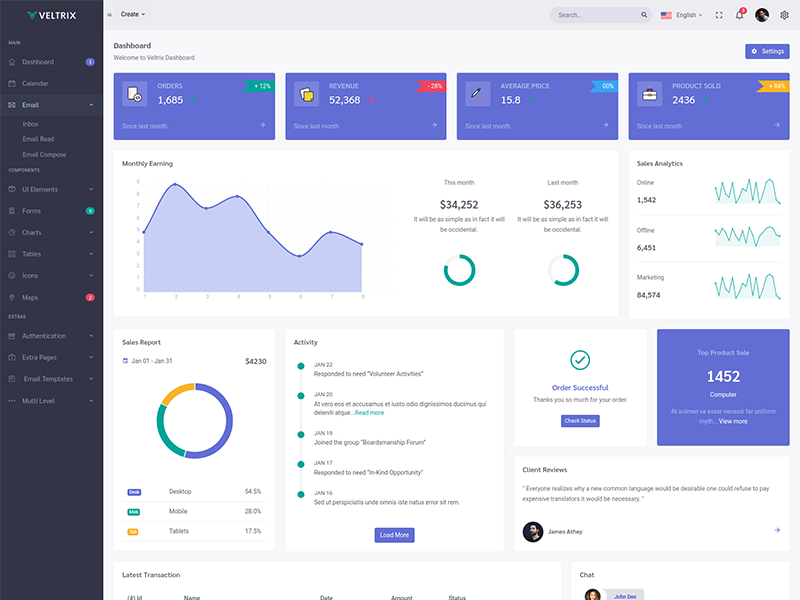 VELTRIX
Create
Search...
English
3
MAIN
Dashboard
1
Calendar
Email
Inbox
Email Read
Email Compose
COMPONENTS
UI Elements
Forms
9
Charts
Tables
Icons
Maps
2
EXTRAS
Authentication
Extra Pages
Email Templates
Multi Level
Dashboard
Welcome to Veltrix Dashboard
Settings
ORDERS
+ 12%
1,685
Since last month
REVENUE
- 28%
52,368
Since last month
AVERAGE PRICE
00%
15.8
Since last month
PRODUCT SOLD
+ 84%
2436
Since last month
Monthly Earning
9
8
7
6
5
4
3
2
1
0
1 2 3 4 5 6 7 8
This month
$34,252
It will be as simple as in fact it will
be occidental.
Last month
$36,253
It will be as simple as in fact it will
be occidental.
Sales Analytics
Online
1,542
Offline
6,451
Marketing
84,574
Sales Report
Jan 01 - Jan 31
$4230
Desk Desktop 54.5%
Mob Mobile 28.0%
Tab Tablets 17.5%
Activity
JAN 22
Responded to need "Volunteer Activities"
JAN 20
At vero eos et accusamus et iusto odio dignissimos ducimus qui
deleniti atque...Read more
JAN 19
Joined the group "Boardsmanship Forum"
JAN 17
Responded to need "In-Kind Opportunity"
JAN 16
Sed ut perspiciatis unde omnis iste natus error sit rem.
Load More
Order Successful
Thanks you so much for your order.
Chack Status
Top Product Sale
1452
Computer
At solmen va esser necessi far uniform
myth... View more
Client Reviews
" Everyone realizes why a new common language would be desirable one could refuse to pay
expensive translators it would be necessary. "
James Athey
Latest Transaction
(#) Id Name Date Amount Status
Chat
John Deo